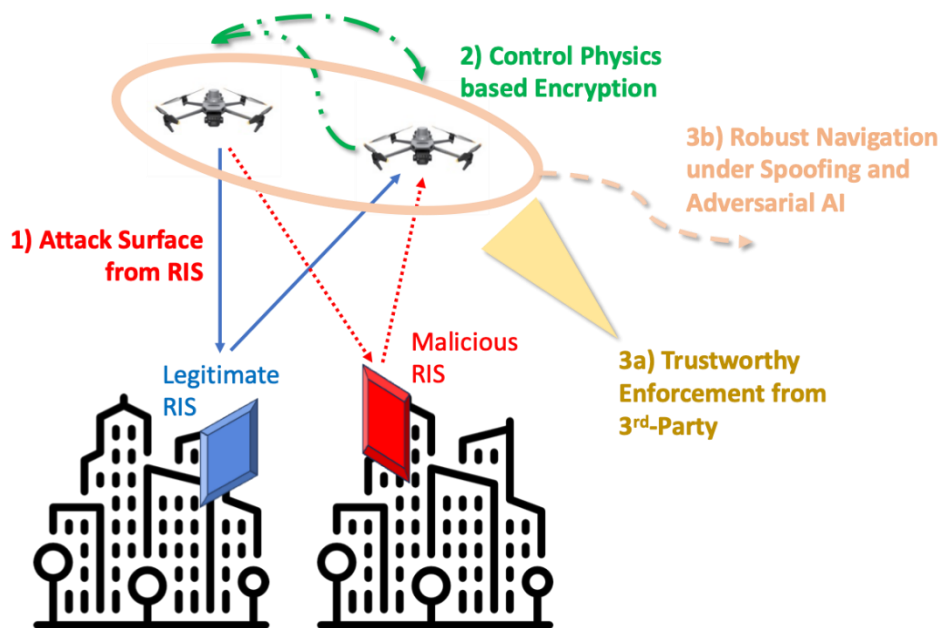 2) Control Physics
based Encryption
3b) Robust Navigation
under Spoofing and
Adversarial AI
1) Attack Surface
from RIS
Legitimate
RIS
Malicious
RIS
3a) Trustworthy
Enforcement from
3rd-Party